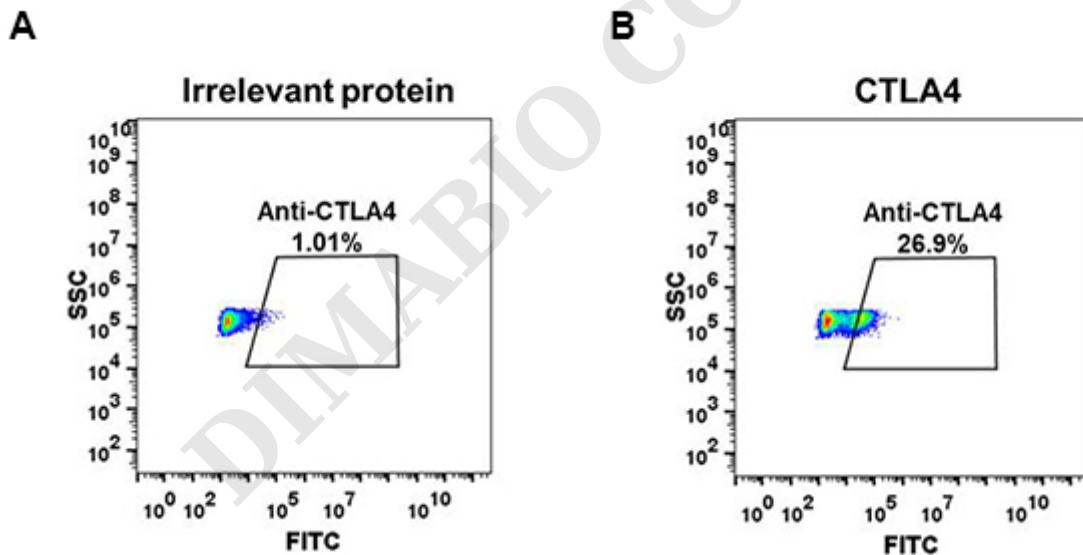 A
Irrelevant protein
Anti-CTLA4
1.01%
SSC
10^10
10^9
10^8
10^7
10^6
10^5
10^4
10^3
10^2
10^0 10^2 10^5 10^7 10^10
FITC
B
CTLA4
Anti-CTLA4
26.9%
SSC
10^10
10^9
10^8
10^7
10^6
10^5
10^4
10^3
10^2
10^0 10^2 10^5 10^7 10^10
FITC
DIMABIO CO